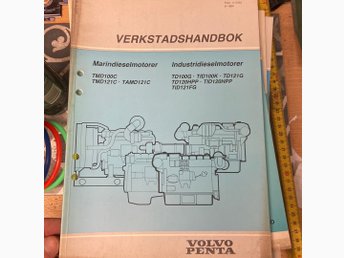 VERKSTADSHANDBOK
Marindieselmotorer
TMD100C
TMD121C · TAMD121C
Industridieselmotorer
TD100G · TID100K · TD121G
TD120HPP · TID120HPP
TID121FG
VOLVO
PENTA